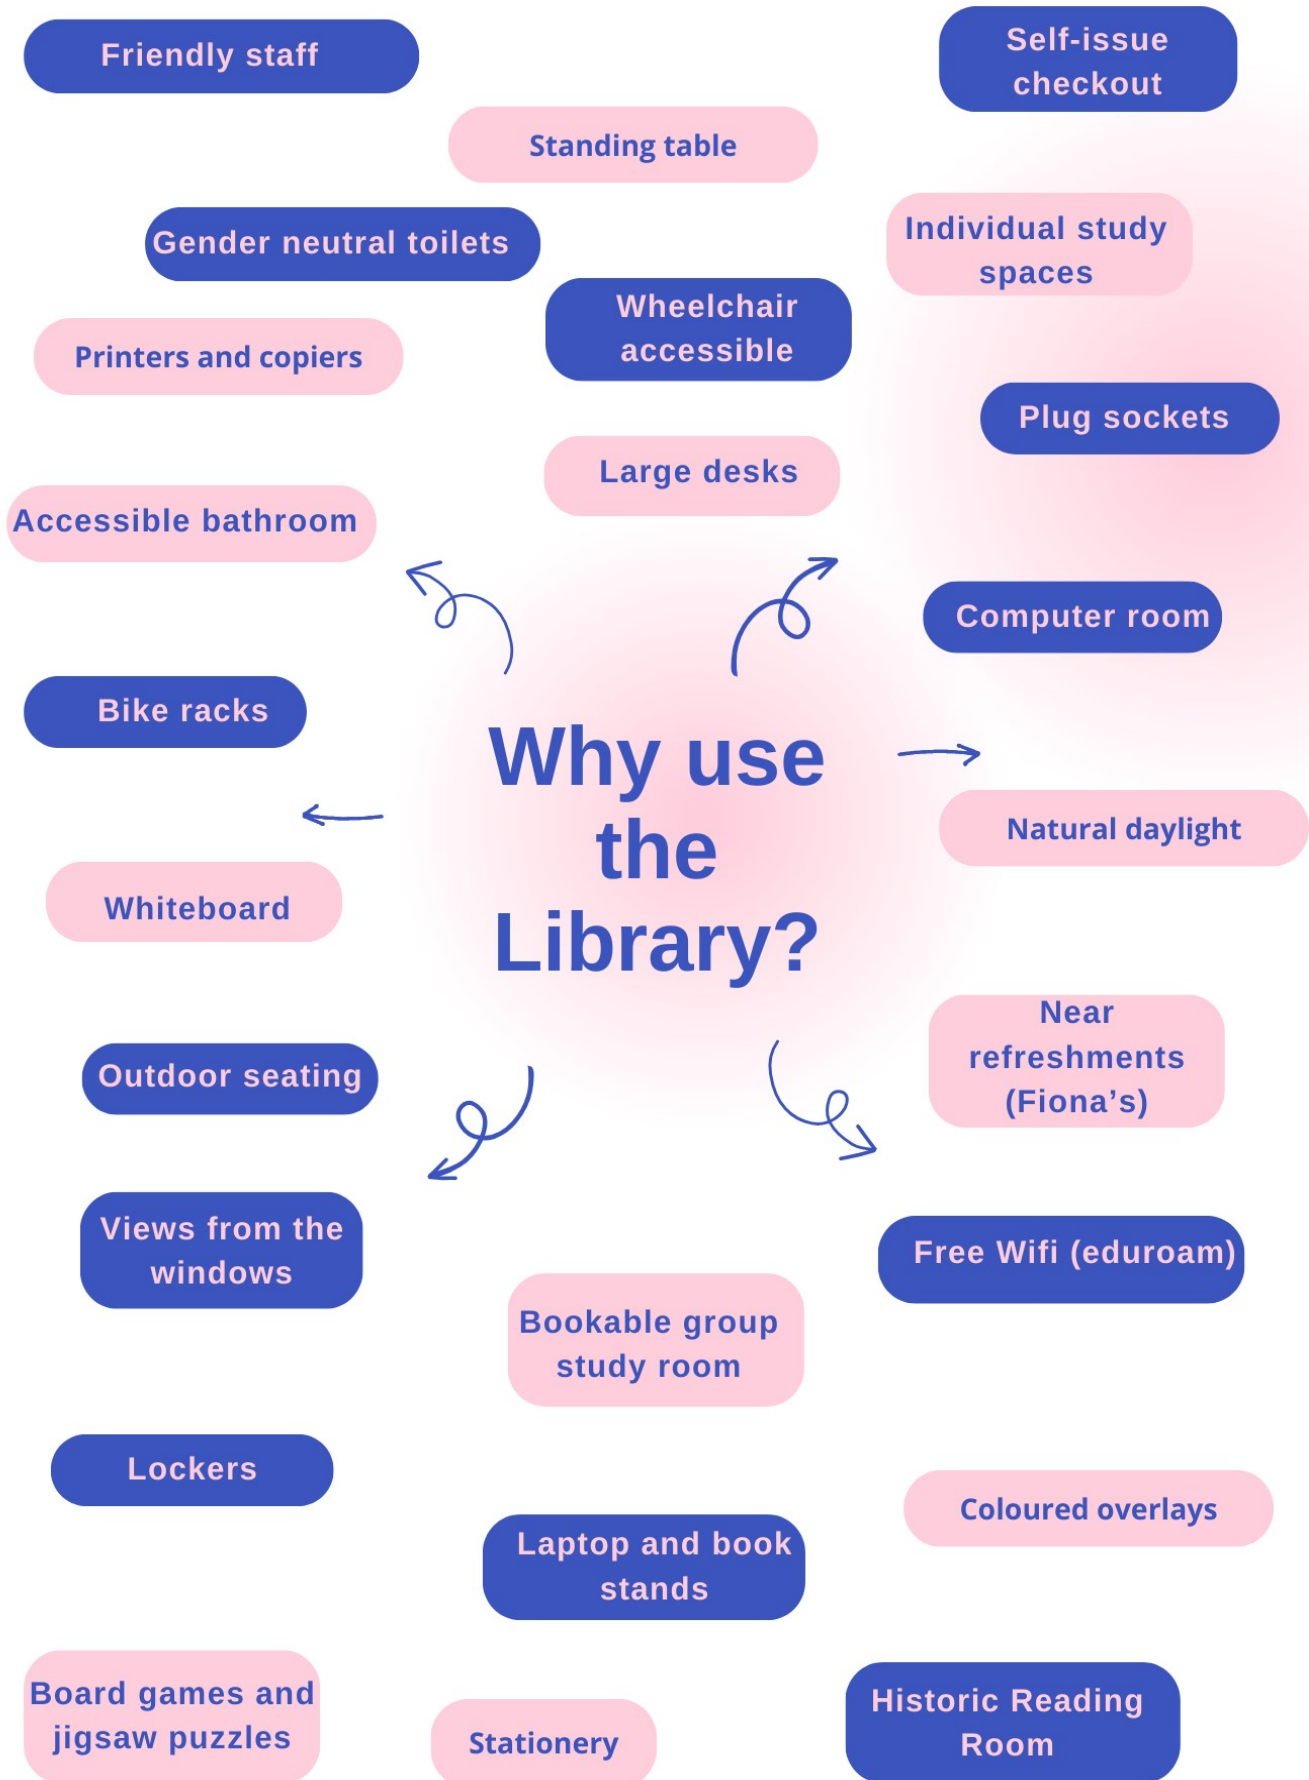 Friendly staff
Self-issue
checkout
Standing table
Gender neutral toilets
Individual study
spaces
Wheelchair
accessible
Printers and copiers
Plug sockets
Large desks
Accessible bathroom
Computer room
Bike racks
Why use
the
Library?
Natural daylight
Whiteboard
Near
refreshments
(Fiona’s)
Outdoor seating
Views from the
windows
Free Wifi (eduroam)
Bookable group
study room
Lockers
Coloured overlays
Laptop and book
stands
Board games and
jigsaw puzzles
Stationery
Historic Reading
Room